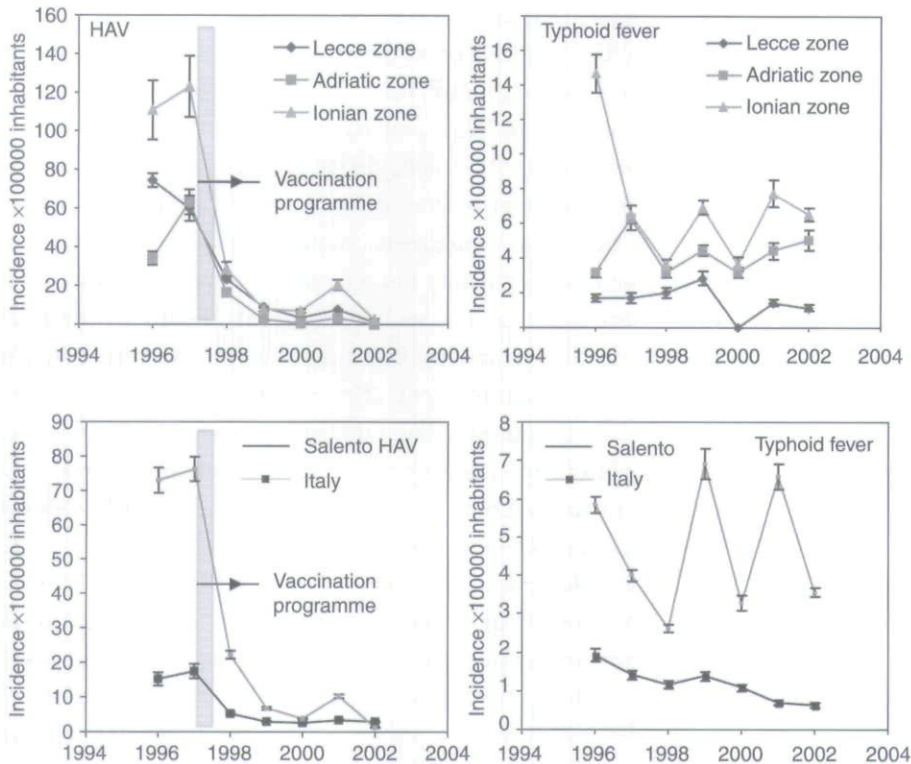 HAV
Lecce zone
Adriatic zone
Ionian zone
Vaccination
programme
Incidence ×100000 inhabitants
160
140
120
100
80
60
40
20
0
1994 1996 1998 2000 2002 2004
Typhoid fever
Lecce zone
Adriatic zone
Ionian zone
Incidence ×100000 inhabitants
16
14
12
10
8
6
4
2
1994 1996 1998 2000 2002 2004
Salento HAV
Italy
Vaccination
programme
Incidence ×100000 inhabitants
90
80
70
60
50
40
30
20
10
0
1994 1996 1998 2000 2002 2004
Salento
Typhoid fever
Italy
Incidence ×100000 inhabitants
8
7
6
5
4
3
2
1
0
1994 1996 1998 2000 2002 2004